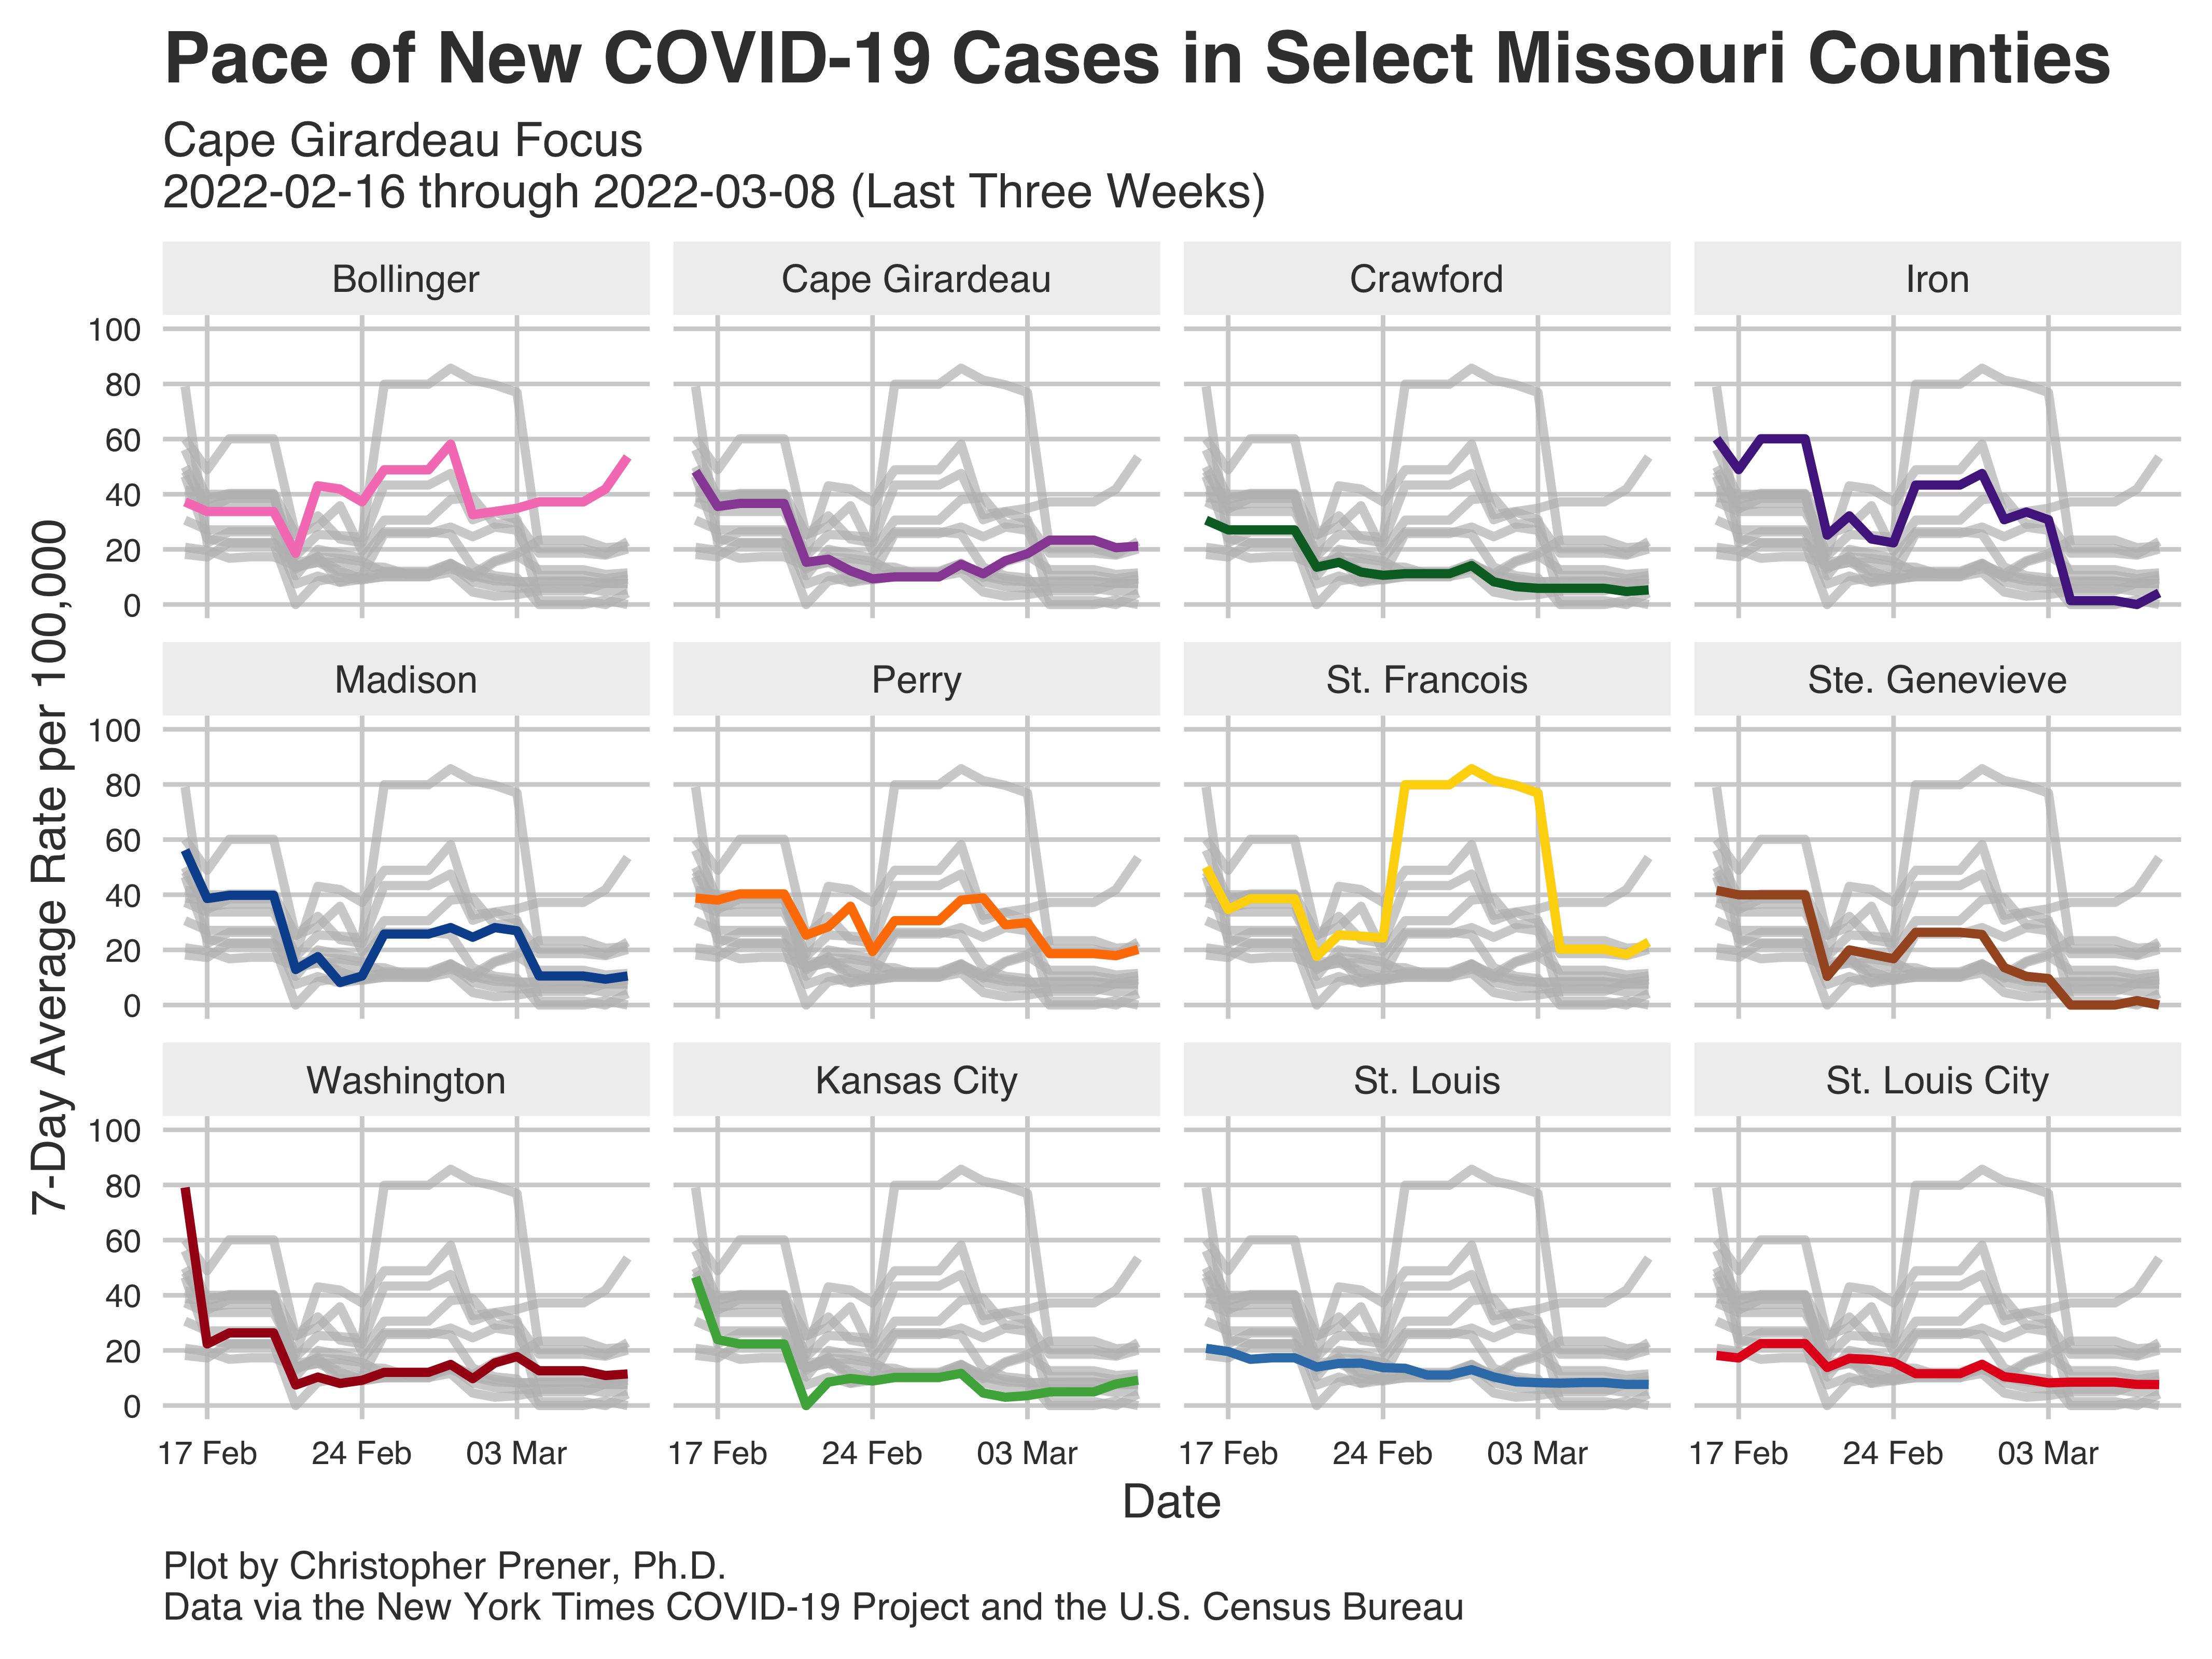 Pace of New COVID-19 Cases in Select Missouri Counties
Cape Girardeau Focus
2022-02-16 through 2022-03-08 (Last Three Weeks)
7-Day Average Rate per 100,000
Bollinger
Cape Girardeau
Crawford
Iron
100
80
60
40
20
0
Madison
Perry
St. Francois
Ste. Genevieve
100
80
60
40
20
0
Washington
Kansas City
St. Louis
St. Louis City
100
80
60
40
20
0
17 Feb 24 Feb 03 Mar
17 Feb 24 Feb 03 Mar
17 Feb 24 Feb 03 Mar
17 Feb 24 Feb 03 Mar
Date
Plot by Christopher Prener, Ph.D.
Data via the New York Times COVID-19 Project and the U.S. Census Bureau